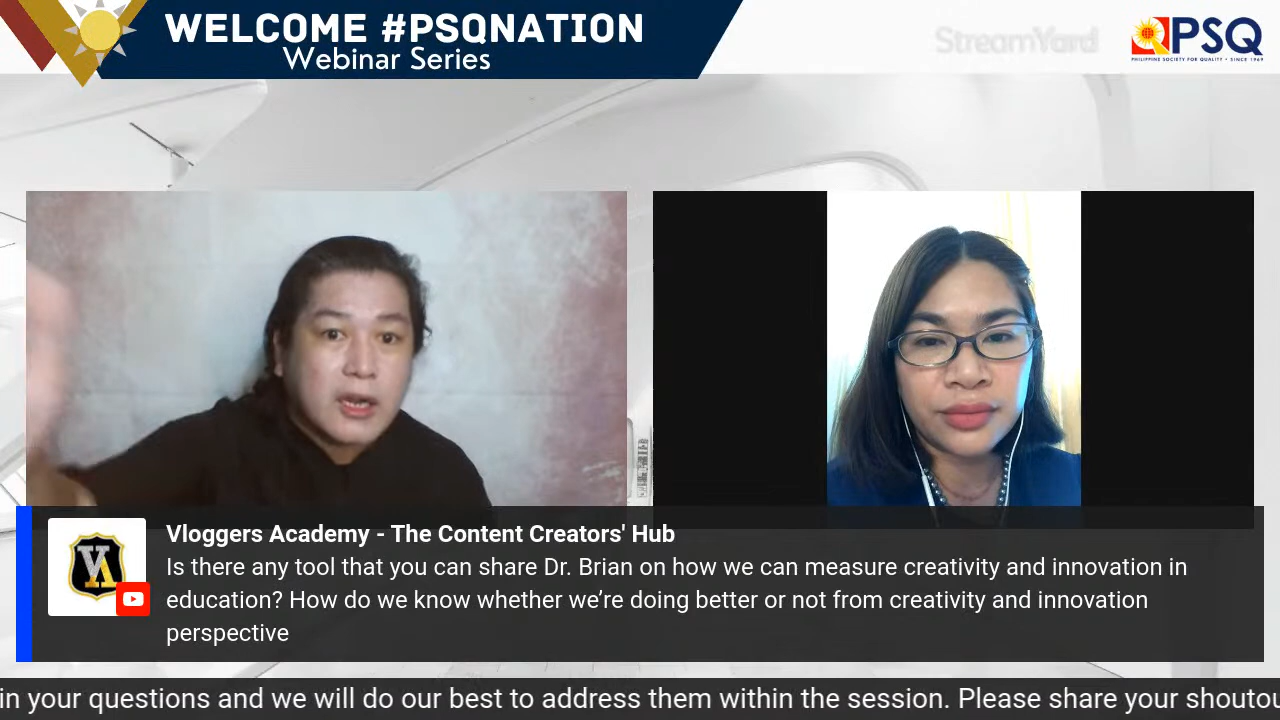 WELCOME #PSQNATION
Webinar Series
StreamYard
PSQ
PHILIPPINE SOCIETY FOR QUALITY • SINCE 1969
Vloggers Academy - The Content Creators' Hub
Is there any tool that you can share Dr. Brian on how we can measure creativity and innovation in
education? How do we know whether we’re doing better or not from creativity and innovation
perspective
in your questions and we will do our best to address them within the session. Please share your shoutou